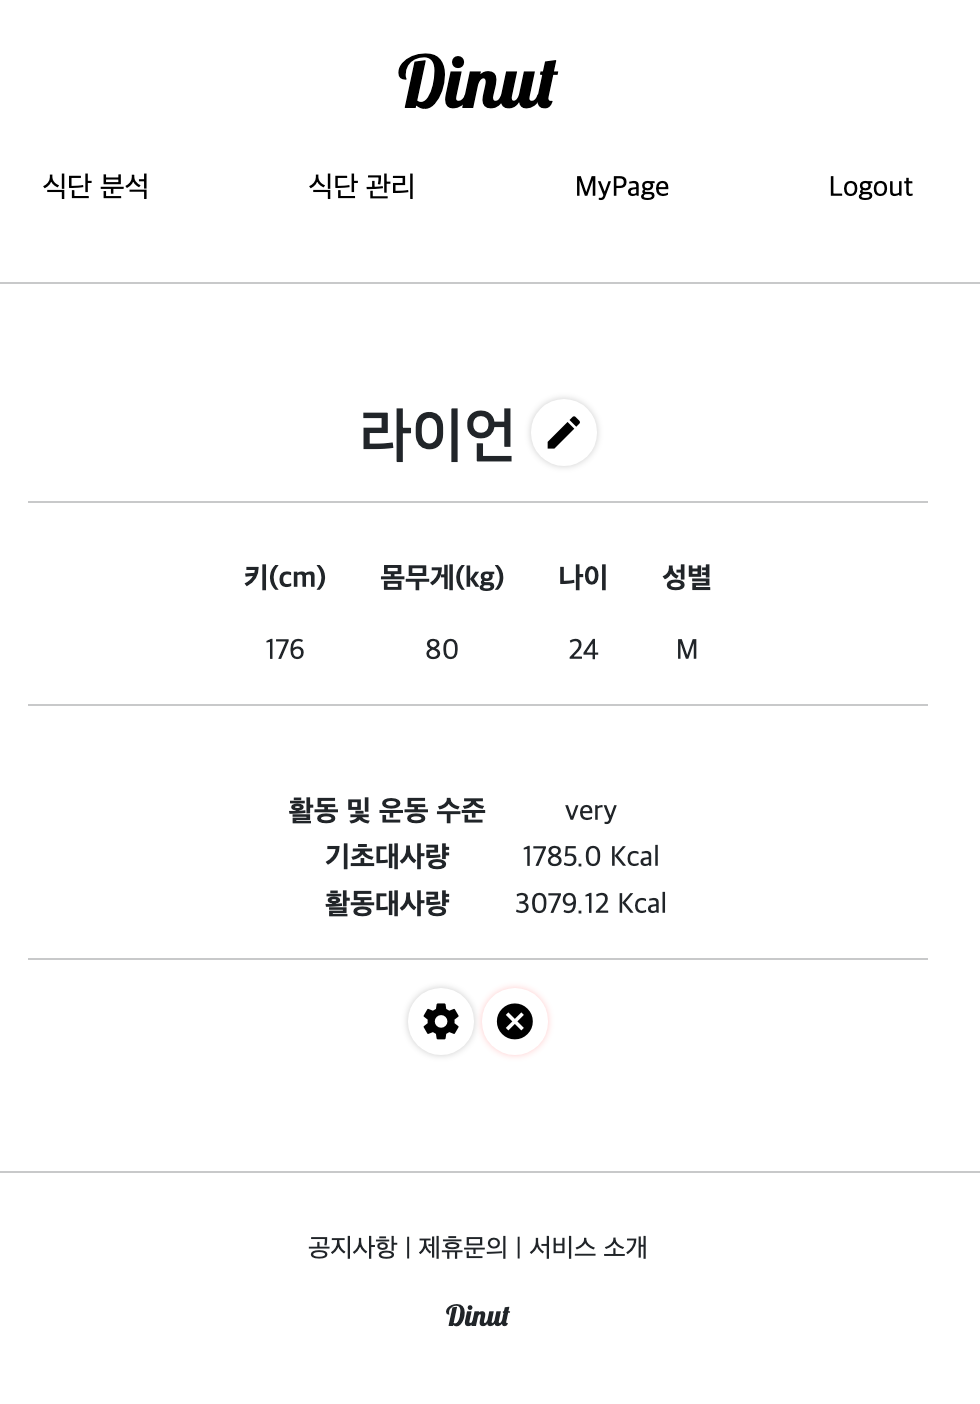 Dinut
식단 분석 식단 관리 MyPage Logout
라이언
키(cm) 몸무게(kg) 나이 성별
176 80 24 M
활동 및 운동 수준 very
기초대사량 1785.0 Kcal
활동대사량 3079.12 Kcal
공지사항 | 제휴문의 | 서비스 소개
Dinut